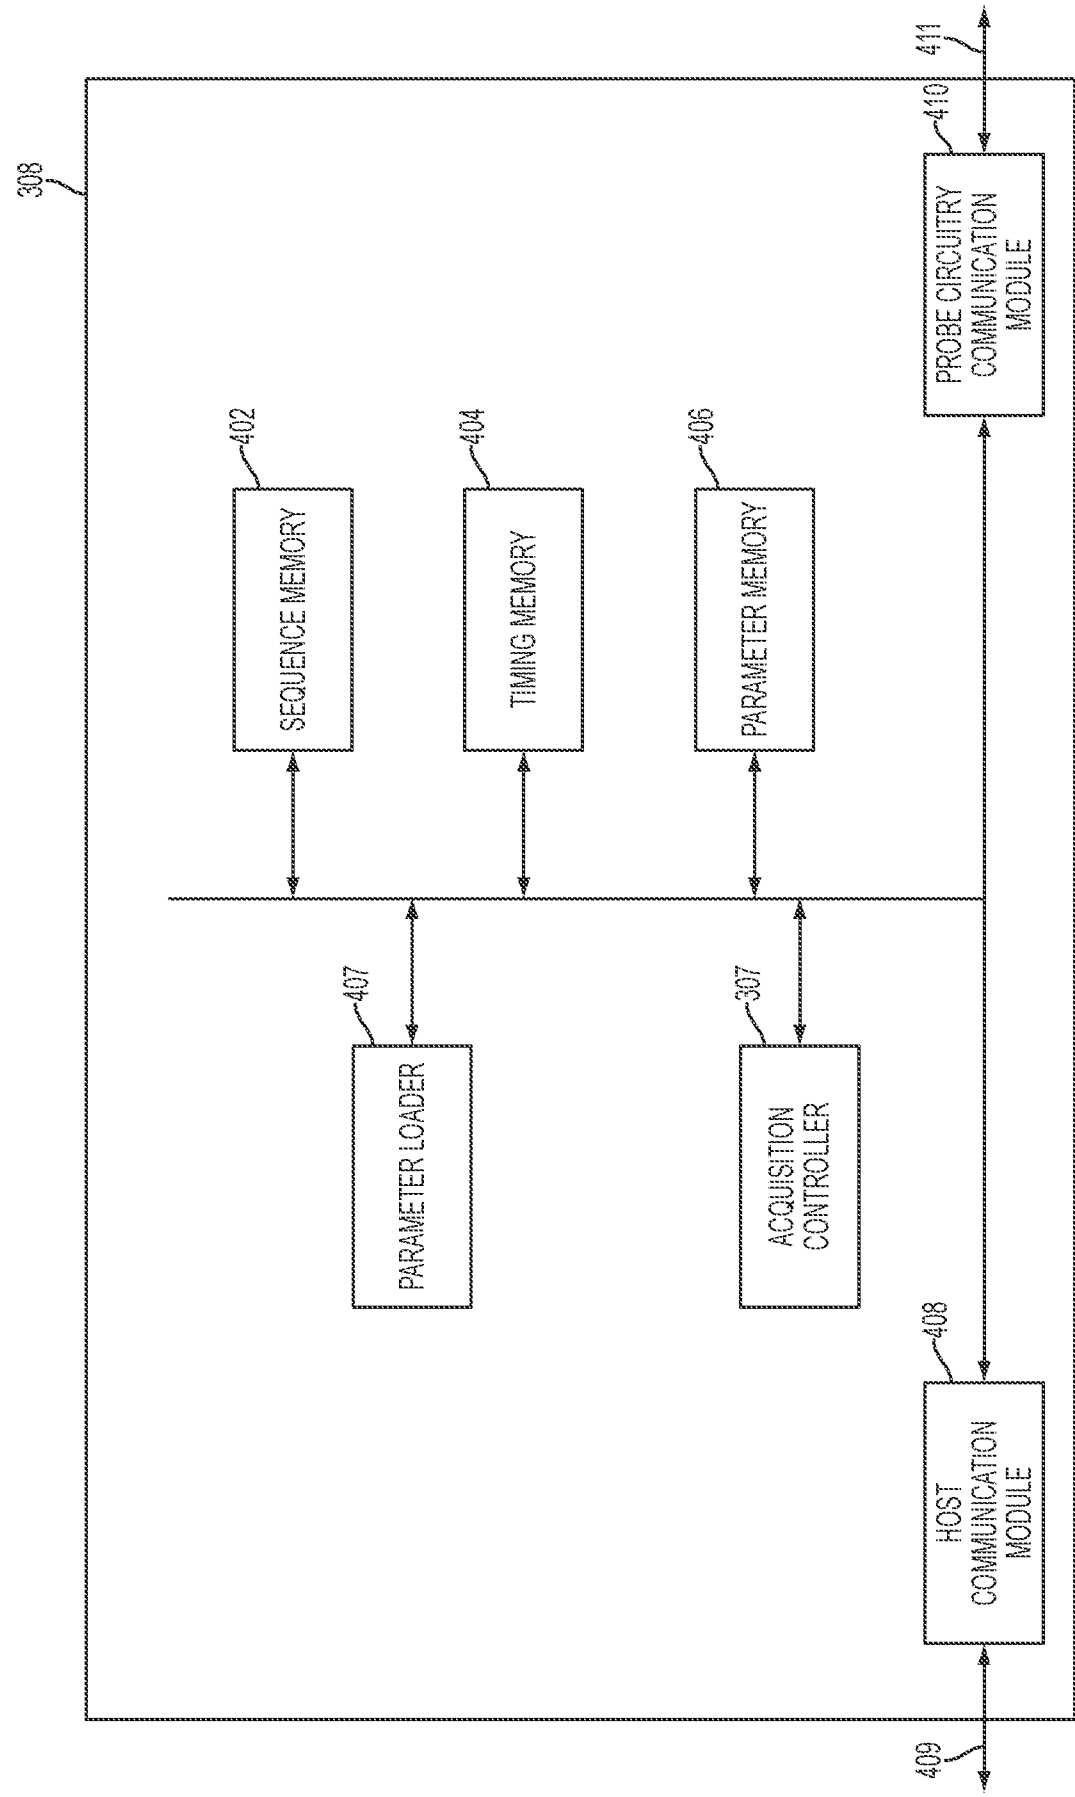 308
402
SEQUENCE MEMORY
407
PARAMETER LOADER
404
TIMING MEMORY
406
PARAMETER MEMORY
307
ACQUISITION
CONTROLLER
409
408
HOST
COMMUNICATION
MODULE
410
411
PROBE CIRCUITRY
COMMUNICATION
MODULE